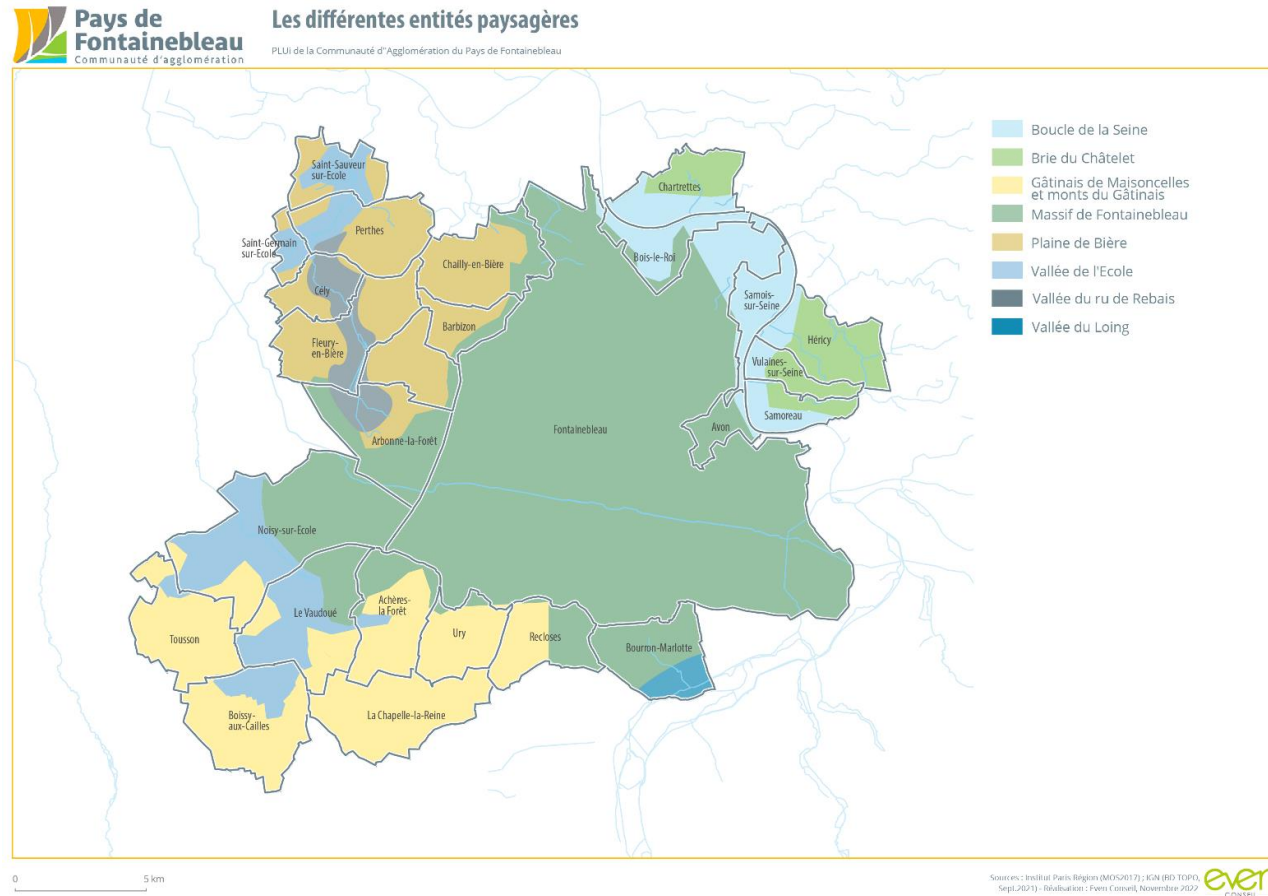 Pays de
Fontainebleau
Communauté d'agglomération
Les différentes entités paysagères
PLUi de la Communauté d"Agglomération du Pays de Fontainebleau
Boucle de la Seine
Brie du Châtelet
Gâtinais de Maisoncelles
et monts du Gâtinais
Massif de Fontainebleau
Plaine de Bière
Vallée de l'Ecole
Vallée du ru de Rebais
Vallée du Loing
Saint-Sauveur
sur-Ecole
Chartrettes
Perthes
Saint-Germain
sur-Ecole
Chailly-en-Bière
Bois-le-Roi
Cély
Samois-
sur-Seine
Barbizon
Héricy
Fleury-
en-Bière
Vulaines-
sur-Seine
Samoreau
Avon
Fontainebleau
Arbonne-la-Forêt
Noisy-sur-Ecole
Achères-
la Forêt
Le Vaudoué
Ury
Recloses
Tousson
Bourron-Marlotte
Boissy-
aux-Cailles
La Chapelle-la-Reine
0 5 km
Sources : Institut Paris Région (MOS2017) ; IGN (BD TOPO,
Sept.2021) - Réalisation : Even Conseil, Novembre 2022
even
CONSEIL